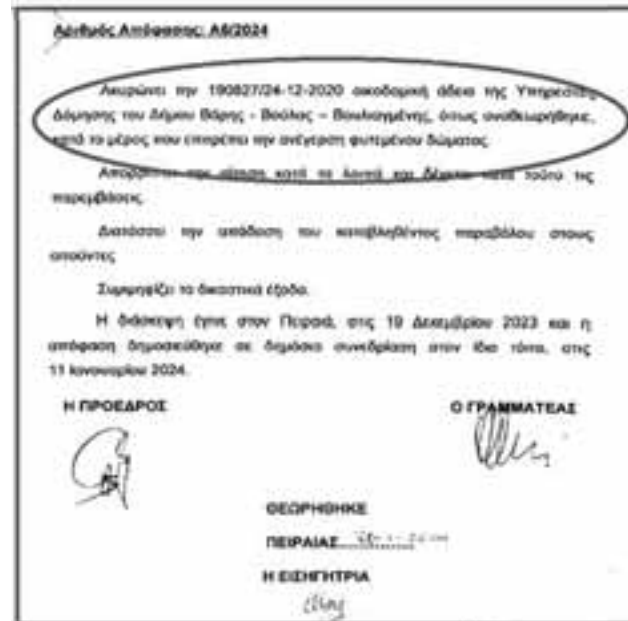 Αριθμός Απόφασης: Α6/2024
Ακυρώνει την 190827/24-12-2020 οικοδομική άδεια της Υπηρεσίας
Δόμησης του Δήμου Βάρης - Βούλας – Βουλιαγμένης, όπως αναθεωρήθηκε,
κατά το μέρος που επιτρέπει την ανέγερση φυτεμένου δώματος.
Απορρίπτει την αίτηση κατά τα λοιπά και δέχεται κατά τούτο τις
παρεμβάσεις.
Διατάσσει την απόδοση του καταβληθέντος παραβόλου στους
αιτούντες
Συμψηφίζει τα δικαστικά έξοδα.
Η διάσκεψη έγινε στον Πειραιά, στις 19 Δεκεμβρίου 2023 και η
απόφαση δημοσιεύθηκε σε δημόσια συνεδρίαση στον ίδιο τόπο, στις
11 Ιανουαρίου 2024.
Η ΠΡΟΕΔΡΟΣ Ο ΓΡΑΜΜΑΤΕΑΣ
ΘΕΩΡΗΘΗΚΕ
ΠΕΙΡΑΙΑΣ
Η ΕΙΣΗΓΗΤΡΙΑ